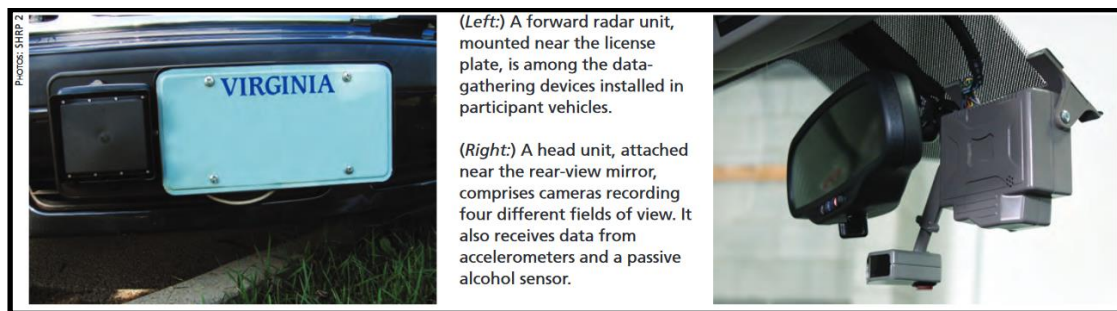 PHOTOS: SHRP 2
VIRGINIA
(Left:) A forward radar unit,
mounted near the license
plate, is among the data-
gathering devices installed in
participant vehicles.
(Right:) A head unit, attached
near the rear-view mirror,
comprises cameras recording
four different fields of view. It
also receives data from
accelerometers and a passive
alcohol sensor.